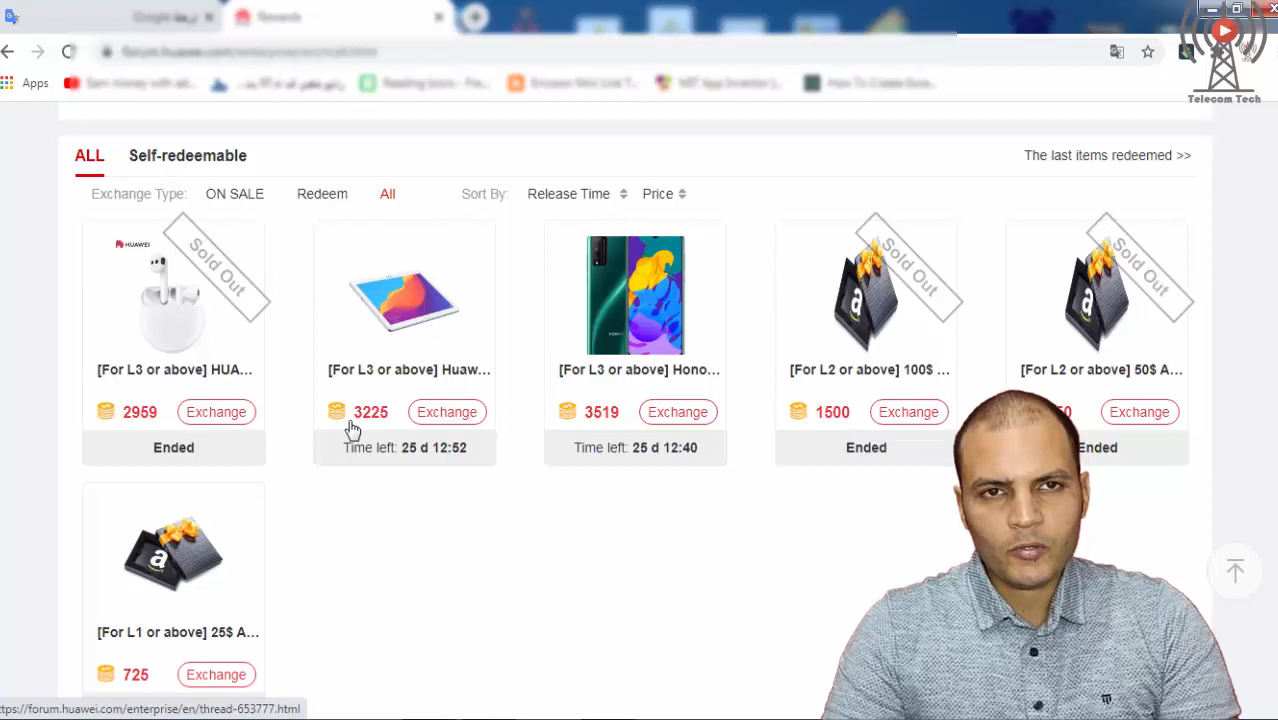 Google
Rewards
Telecom Tech
Apps
ALL
Self-redeemable
The last items redeemed >>
Exchange Type:
ON SALE
Redeem
All
Sort By:
Release Time
Price
HUAWEI
Sold Out
[For L3 or above] HUA...
2959
Exchange
Ended
[For L3 or above] Huaw...
3225
Exchange
Time left: 25 d 12:52
HONOR
[For L3 or above] Hono...
3519
Exchange
Time left: 25 d 12:40
a
Sold Out
[For L2 or above] 100$ ...
1500
Exchange
Ended
a
Sold Out
[For L2 or above] 50$ A...
50
Exchange
Ended
a
[For L1 or above] 25$ A...
725
Exchange
ttps://forum.huawei.com/enterprise/en/thread-653777.html